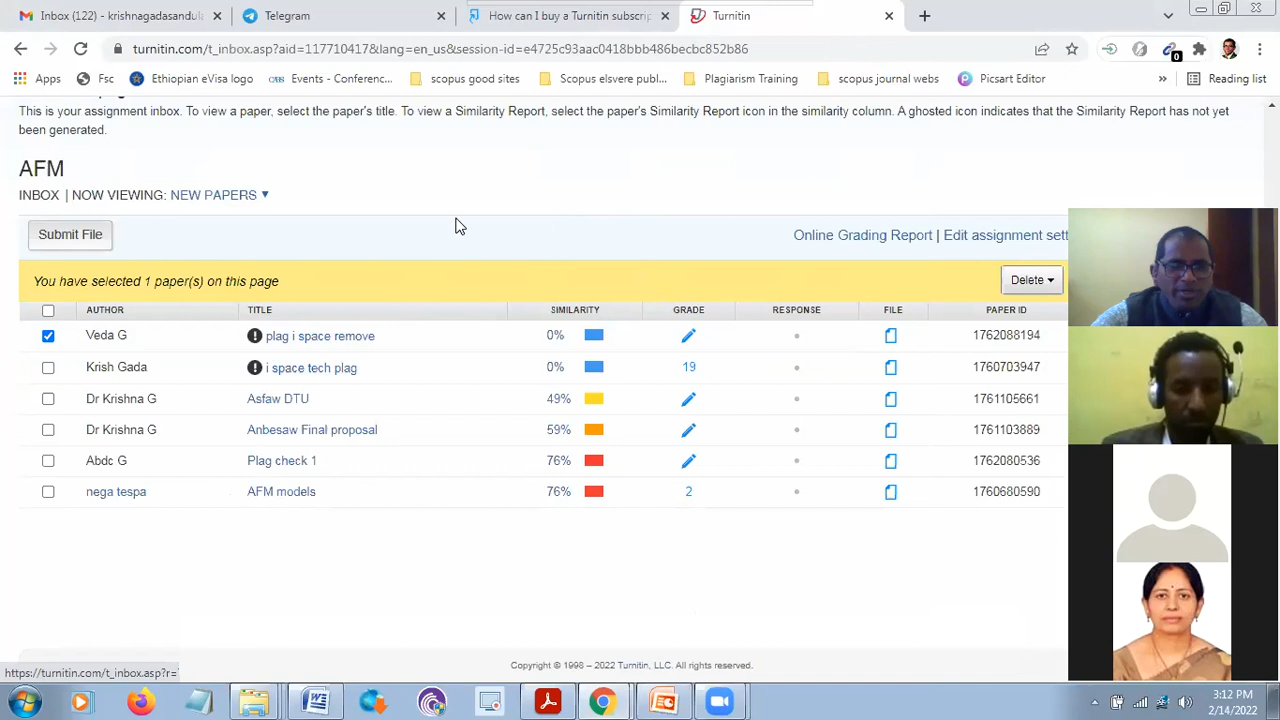 Inbox (122) - krishnagadasandula
Telegram
How can I buy a Turnitin subscrip
Turnitin
turnitin.com/t_inbox.asp?aid=117710417&lang=en_us&session-id=e4725c93aac0418bbb486becbc852b86
0
Apps
Fsc
Ethiopian eVisa logo
Events - Conferenc...
scopus good sites
Scopus elsvere publ...
Plagiarism Training
scopus journal webs
Picsart Editor
»
Reading list
This is your assignment inbox. To view a paper, select the paper's title. To view a Similarity Report, select the paper's Similarity Report icon in the similarity column. A ghosted icon indicates that the Similarity Report has not yet
been generated.
AFM
INBOX | NOW VIEWING: NEW PAPERS ▼
Submit File
Online Grading Report | Edit assignment sett
You have selected 1 paper(s) on this page
Delete
AUTHOR TITLE SIMILARITY GRADE RESPONSE FILE PAPER ID
Veda G plag i space remove 0% 1762088194
Krish Gada i space tech plag 0% 19 1760703947
Dr Krishna G Asfaw DTU 49% 1761105661
Dr Krishna G Anbesaw Final proposal 59% 1761103889
Abdc G Plag check 1 76% 1762080536
nega tespa AFM models 76% 2 1760680590
Copyright © 1998 – 2022 Turnitin, LLC. All rights reserved.
https://turnitin.com/t_inbox.asp?r=
3:12 PM
2/14/2022